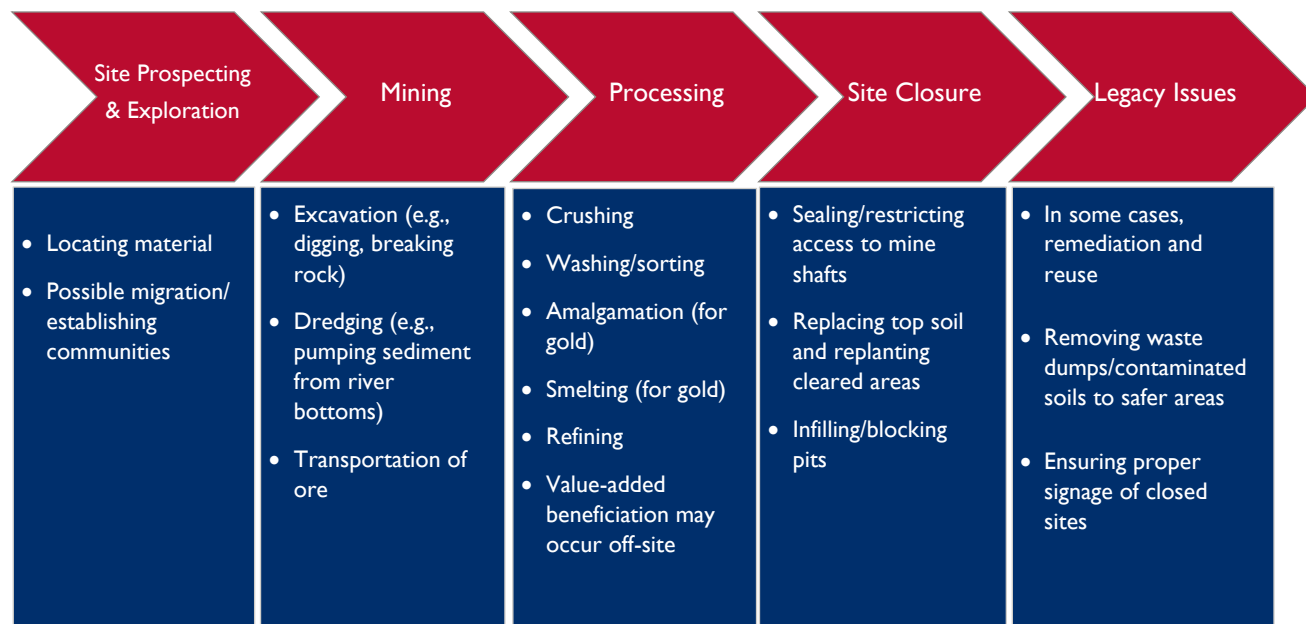 Site Prospecting
& Exploration
Mining
Processing
Site Closure
Legacy Issues
• Locating material
• Possible migration/
establishing
communities
• Excavation (e.g.,
digging, breaking
rock)
• Dredging (e.g.,
pumping sediment
from river
bottoms)
• Transportation of
ore
• Crushing
• Washing/sorting
• Amalgamation (for
gold)
• Smelting (for gold)
• Refining
• Value-added
beneficiation may
occur off-site
• Sealing/restricting
access to mine
shafts
• Replacing top soil
and replanting
cleared areas
• Infilling/blocking
pits
• In some cases,
remediation and
reuse
• Removing waste
dumps/contaminated
soils to safer areas
• Ensuring proper
signage of closed
sites